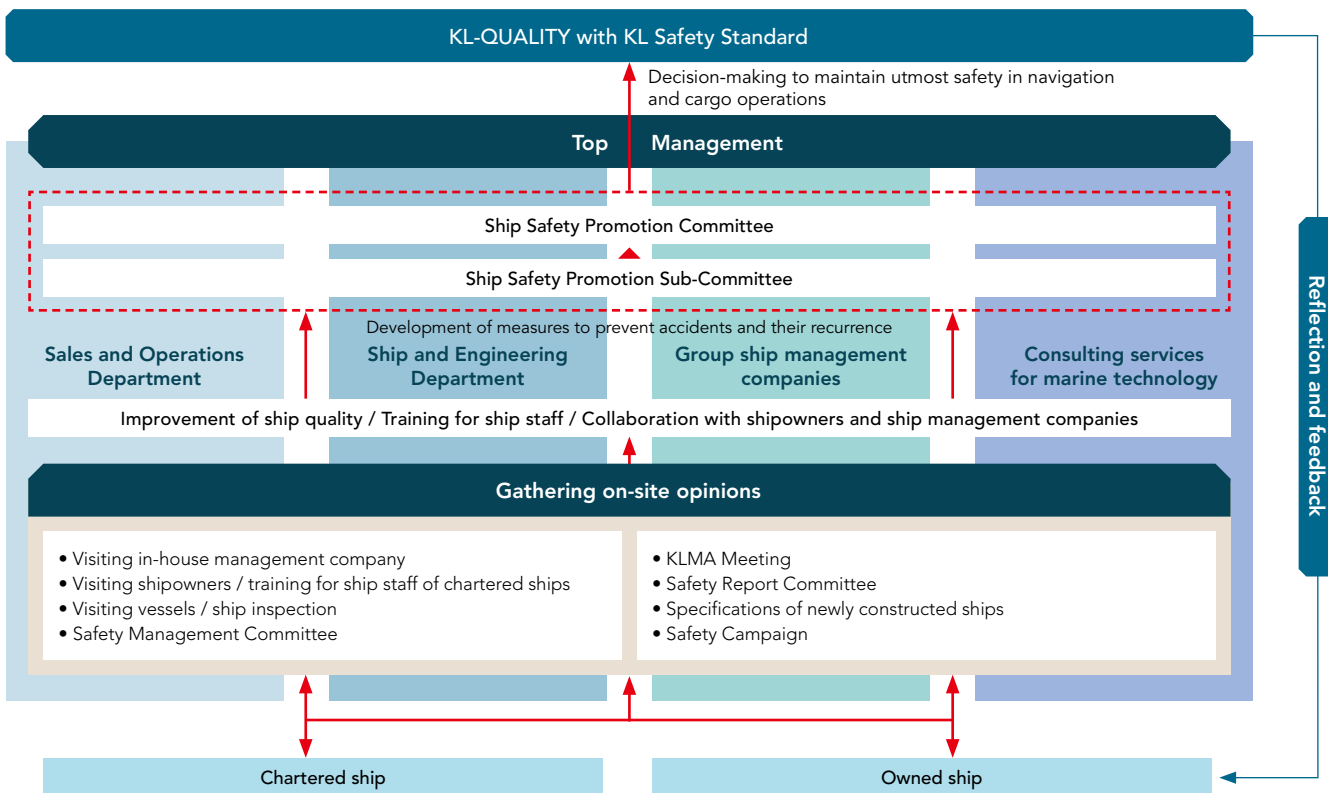 KL-QUALITY with KL Safety Standard
Decision-making to maintain utmost safety in navigation
and cargo operations
Top Management
Ship Safety Promotion Committee
Ship Safety Promotion Sub-Committee
Development of measures to prevent accidents and their recurrence
Sales and Operations
Department
Ship and Engineering
Department
Group ship management
companies
Consulting services
for marine technology
Improvement of ship quality / Training for ship staff / Collaboration with shipowners and ship management companies
Gathering on-site opinions
• Visiting in-house management company
• Visiting shipowners / training for ship staff of chartered ships
• Visiting vessels / ship inspection
• Safety Management Committee
• KLMA Meeting
• Safety Report Committee
• Specifications of newly constructed ships
• Safety Campaign
Chartered ship
Owned ship
Reflection and feedback